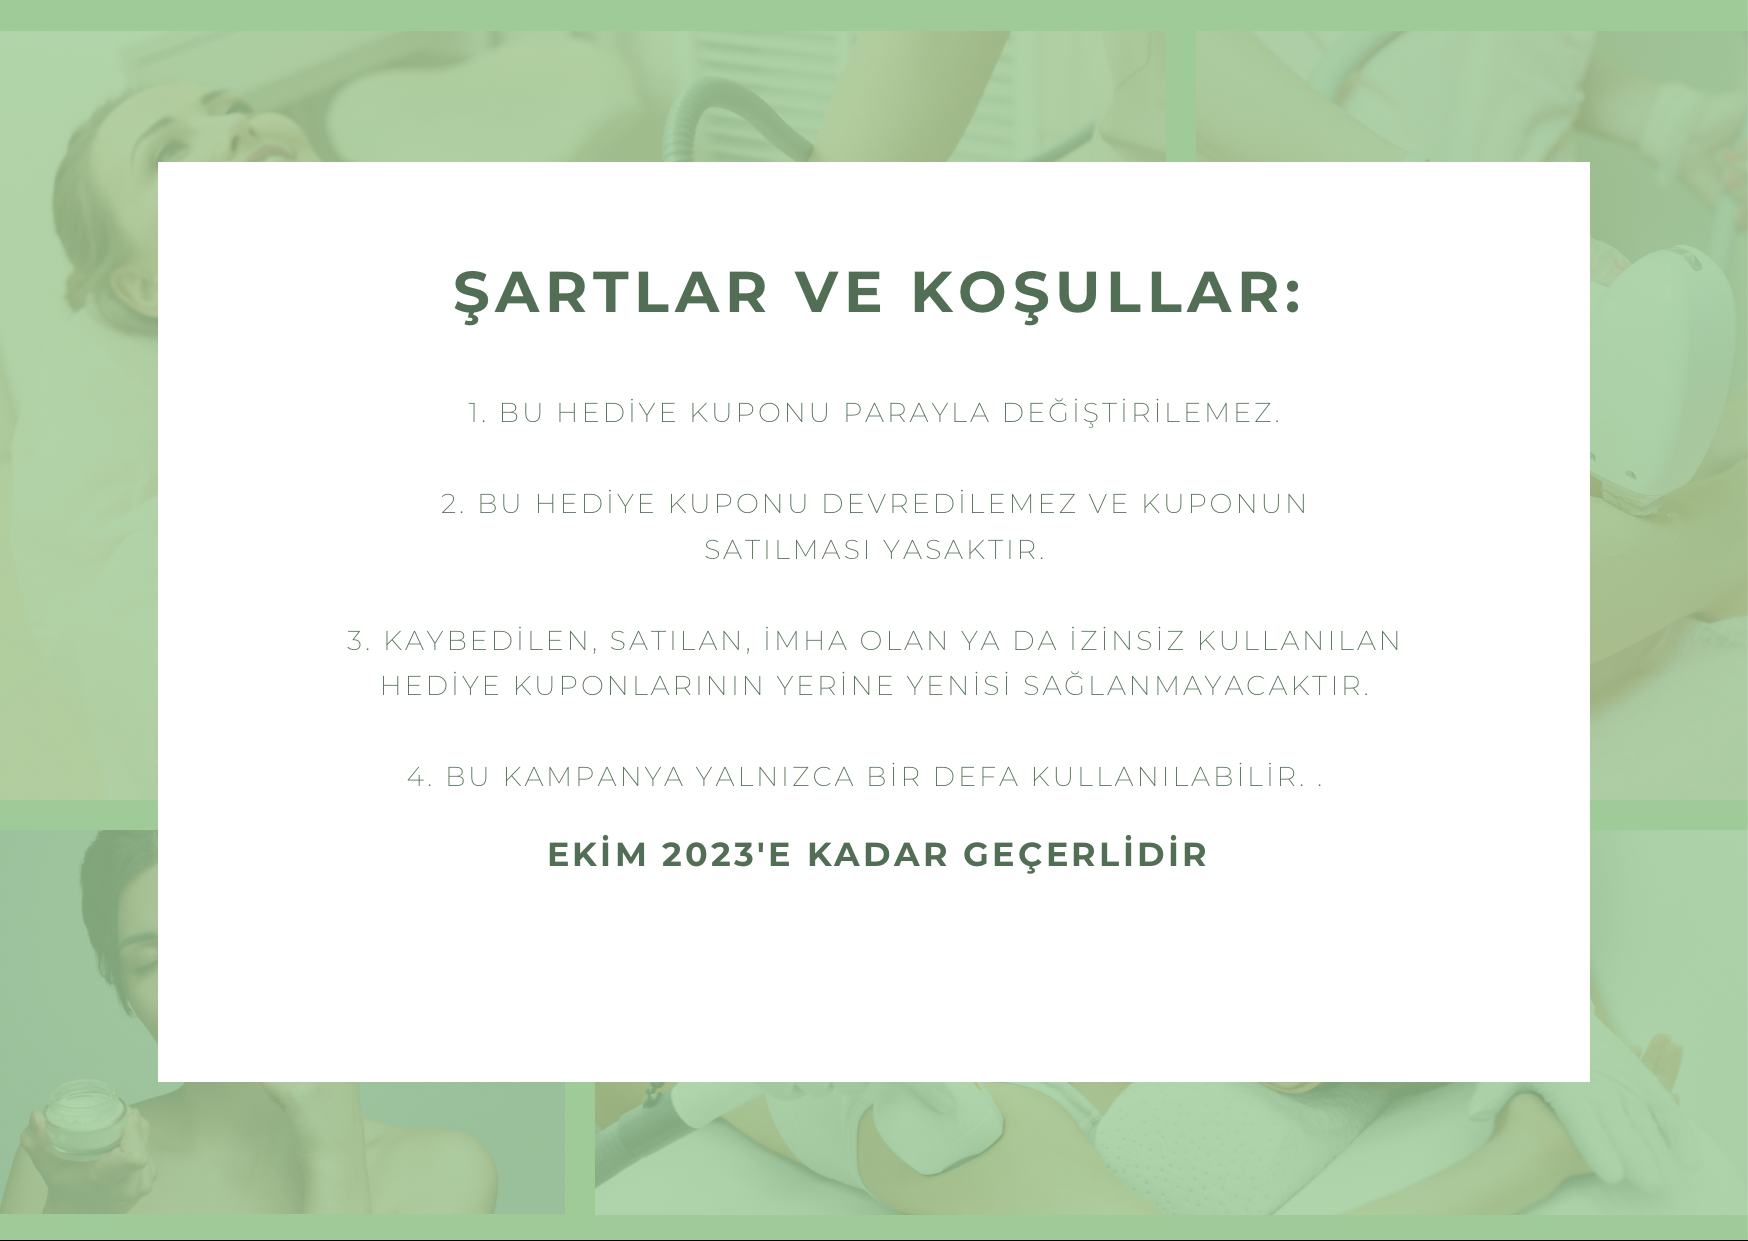 ŞARTLAR VE KOŞULLAR:
1. BU HEDİYE KUPONU PARAYLA DEĞİŞTİRİLEMEZ.
2. BU HEDİYE KUPONU DEVREDİLEMEZ VE KUPONUN
SATILMASI YASAKTIR.
3. KAYBEDİLEN, SATILAN, İMHA OLAN YA DA İZİNSİZ KULLANILAN
HEDİYE KUPONLARININ YERİNE YENİSİ SAĞLANMAYACAKTIR.
4. BU KAMPANYA YALNIZCA BİR DEFA KULLANILABİLİR. .
EKİM 2023'E KADAR GEÇERLİDİR